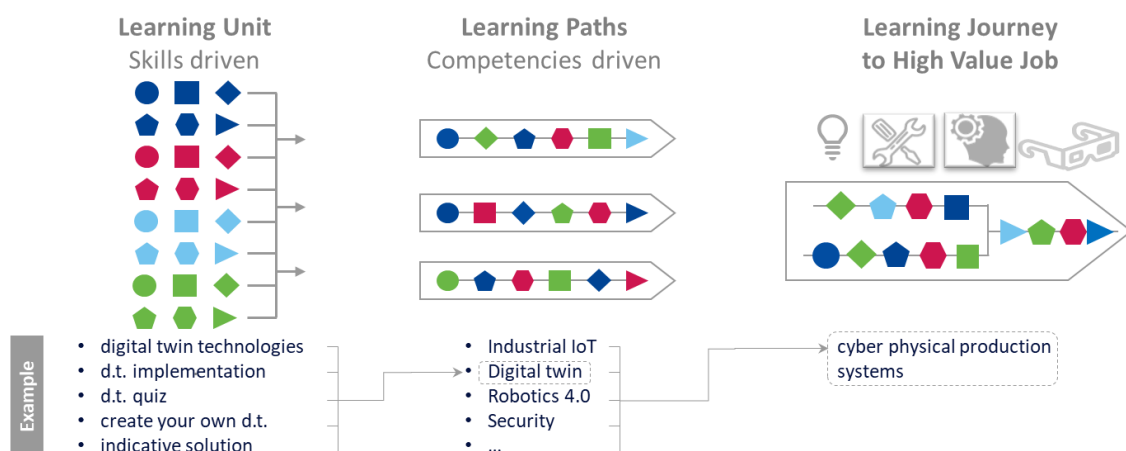 Learning Unit
Skills driven
Learning Paths
Competencies driven
Learning Journey
to High Value Job
Example
• digital twin technologies
• d.t. implementation
• d.t. quiz
• create your own d.t.
• indicative solution
• Industrial IoT
• Digital twin
• Robotics 4.0
• Security
• ...
cyber physical production
systems